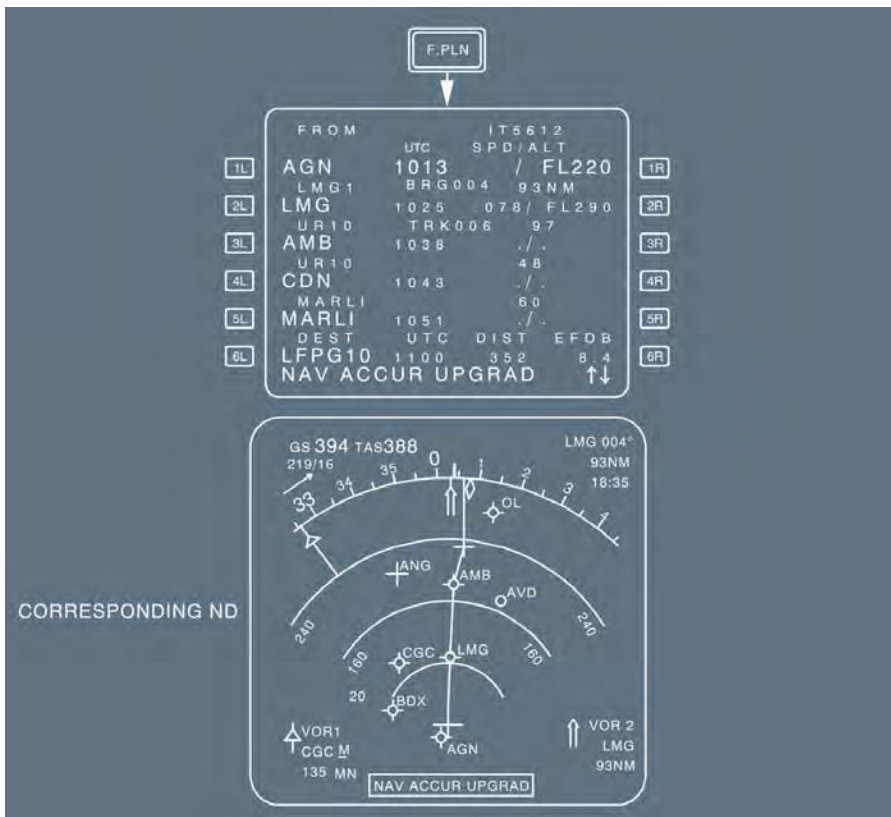 F.PLN
FROM IT5612
UTC SPD/ALT
1L AGN 1013 / FL220 1R
LMG1 BRG004 93NM
2L LMG 1025 .078/ FL290 2R
UR10 TRK006 97
3L AMB 1038 ./. 3R
UR10 48
4L CDN 1043 ./. 4R
MARLI 60
5L MARLI 1051 ./. 5R
DEST UTC DIST EFOB
6L LFPG10 1100 352 8.4 6R
NAV ACCUR UPGRAD ↑↓
GS 394 TAS388 LMG 004°
219/16 93NM
18:35
33 34 35 0 1 2 3 4
OL
ANG
AMB
AVD
CORRESPONDING ND
240 240
160 CGC LMG 160
20 BDX
VOR1 AGN VOR 2
CGC M LMG
135 MN 93NM
NAV ACCUR UPGRAD